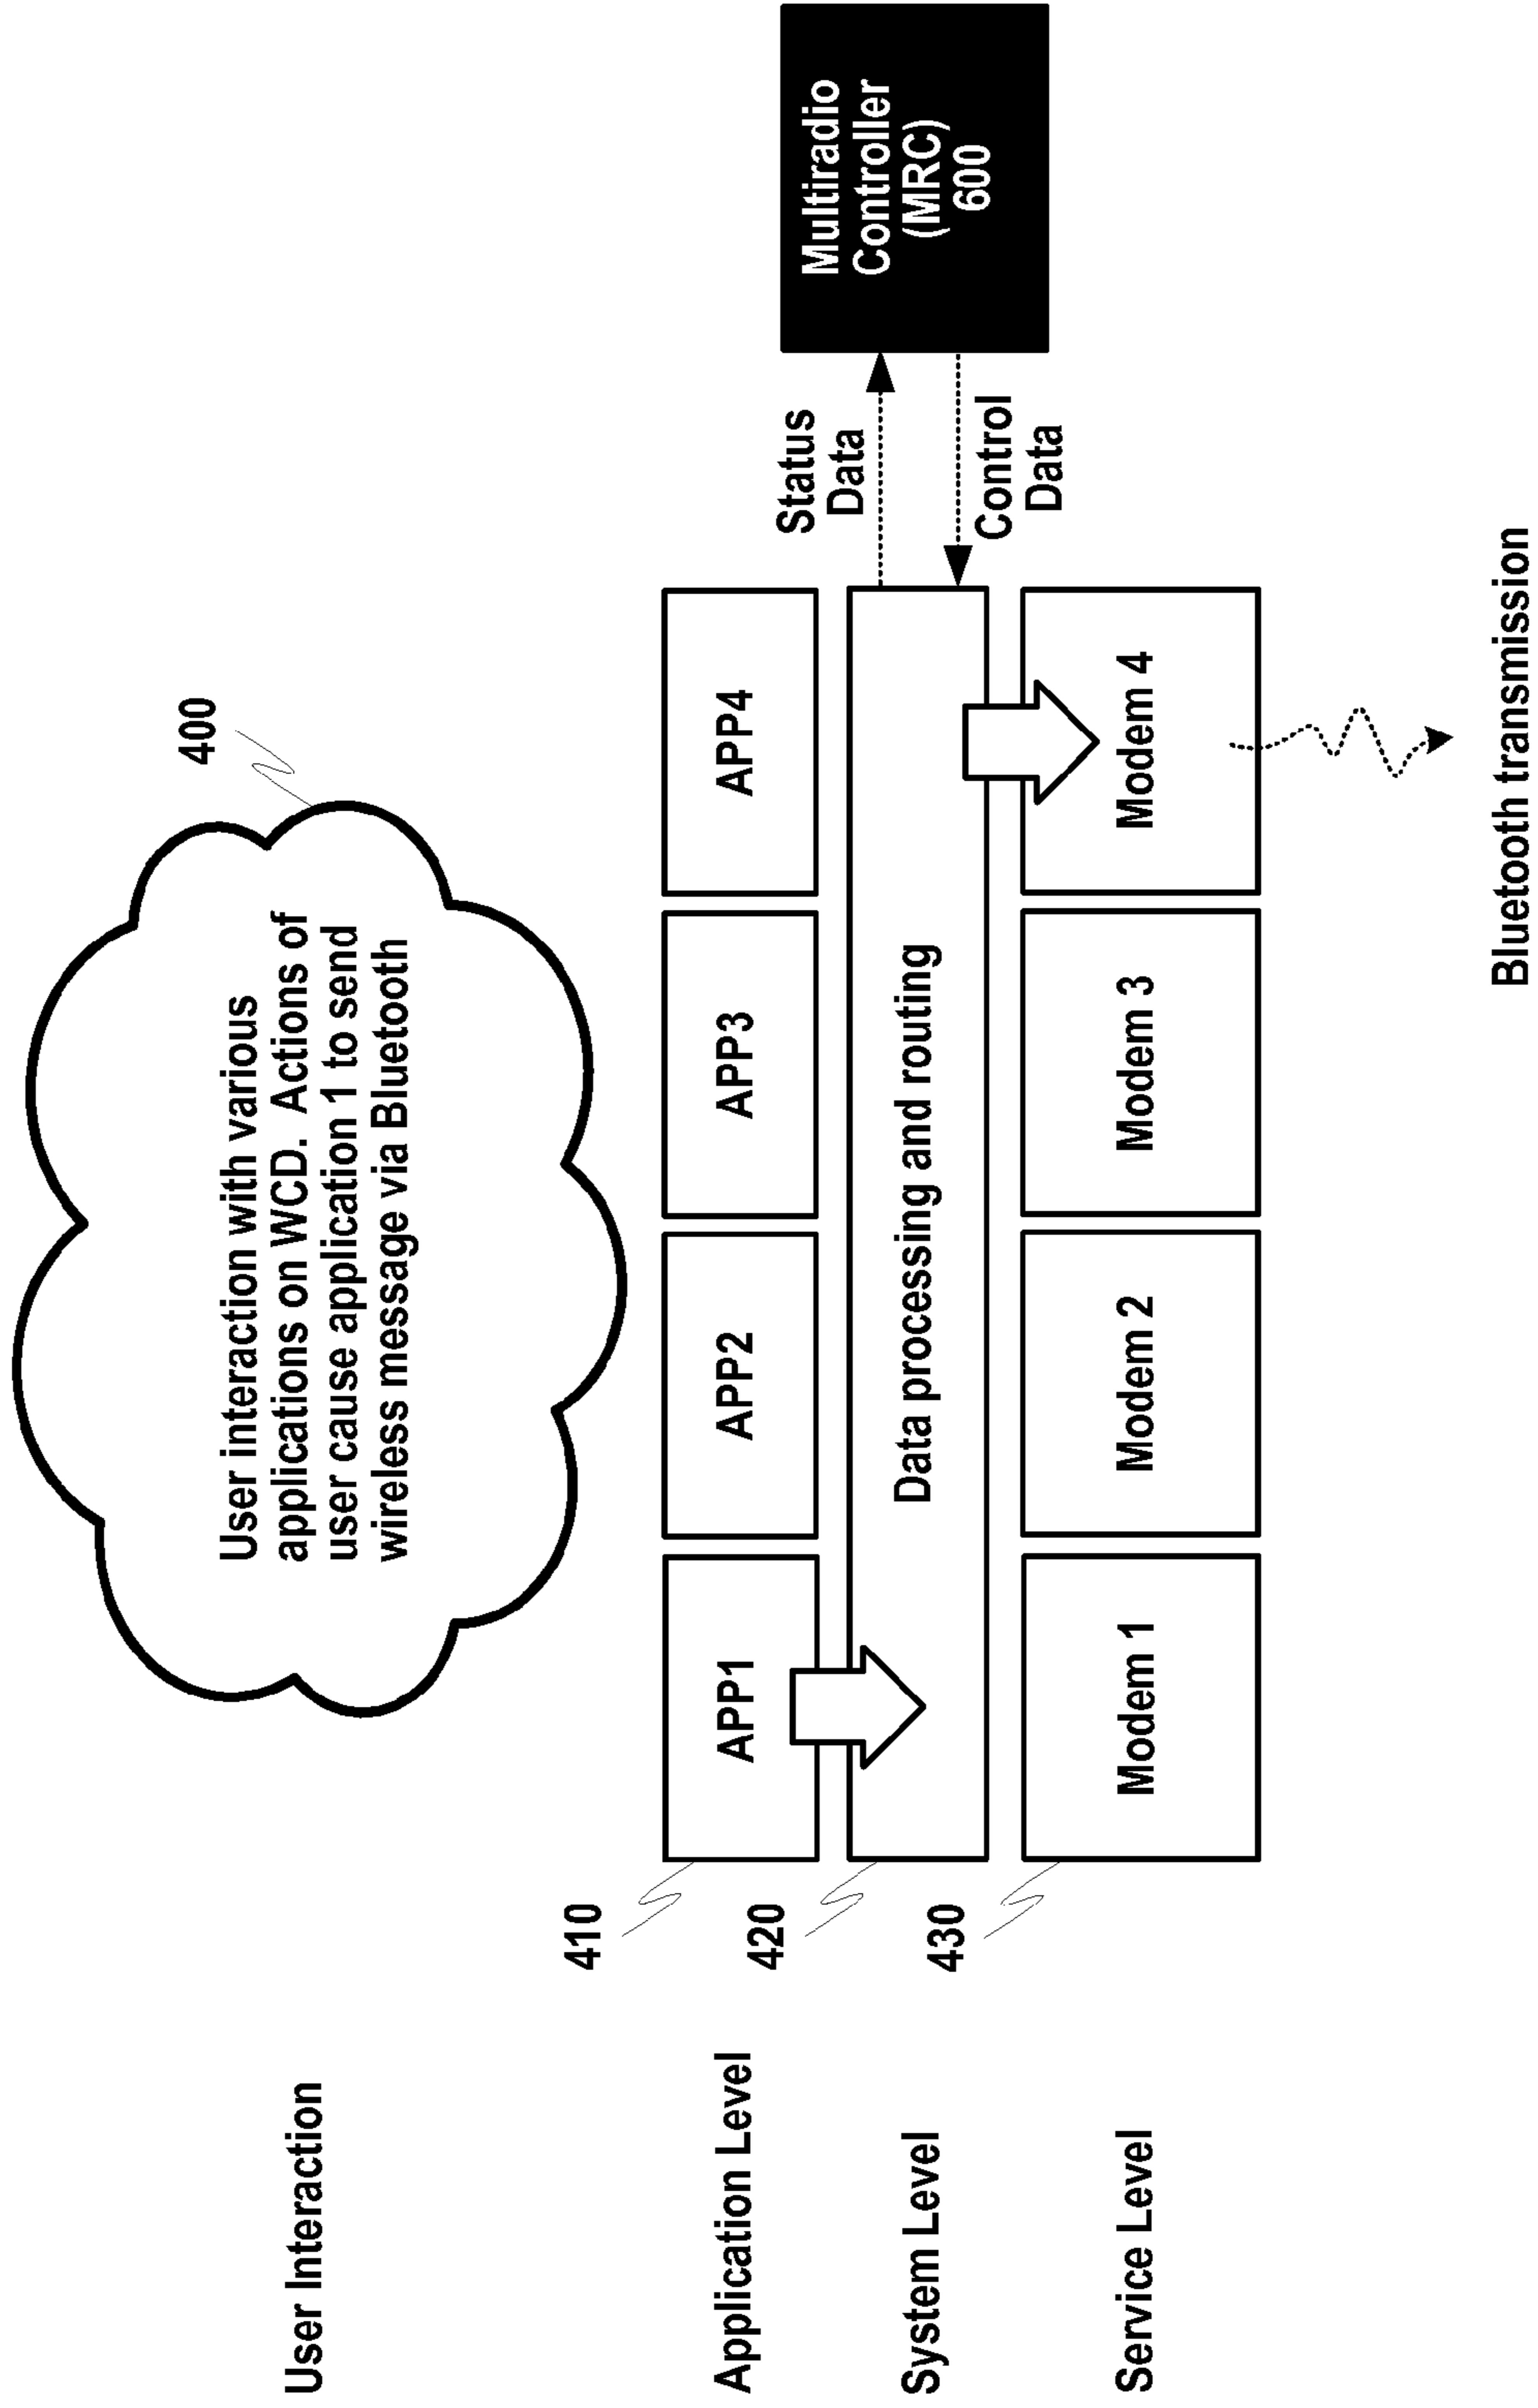 400
User Interaction
User interaction with various
applications on WCD.  Actions of
user cause application 1 to send
wireless message via Bluetooth
410
Application Level
APP1
APP2
APP3
APP4
420
System Level
Data processing and routing
Status
Data
Control
Data
Multiradio
Controller
(MRC)
600
430
Service Level
Modem 1
Modem 2
Modem 3
Modem 4
Bluetooth transmission